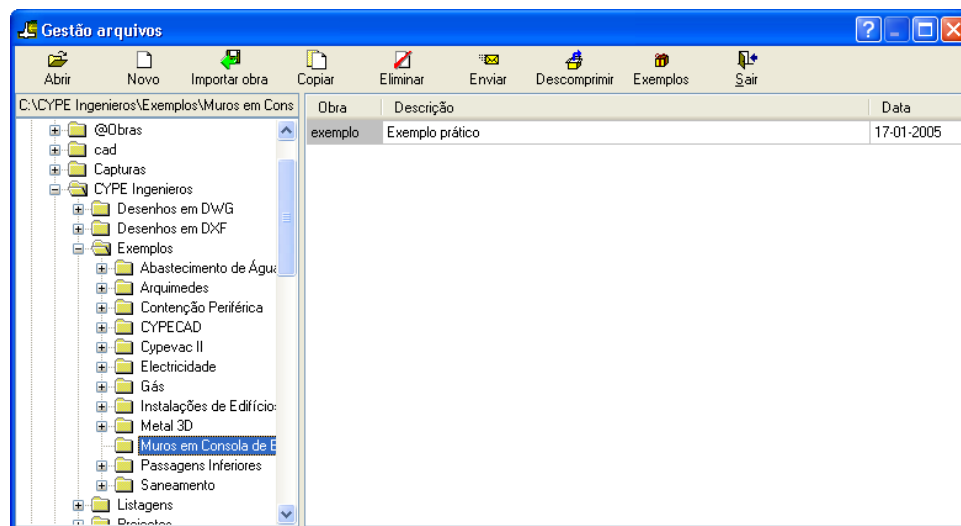 Gestão arquivos
Abrir Novo Importar obra Copiar Eliminar Enviar Descomprimir Exemplos Sair
C:\CYPE Ingenieros\Exemplos\Muros em Cons
Obra Descrição Data
exemplo Exemplo prático 17-01-2005
@Obras
cad
Capturas
CYPE Ingenieros
Desenhos em DWG
Desenhos em DXF
Exemplos
Abastecimento de Água
Arquimedes
Contenção Periférica
CYPECAD
Cypevac II
Electricidade
Gás
Instalações de Edifícios
Metal 3D
Muros em Consola de
Passagens Inferiores
Saneamento
Listagens
Projectos